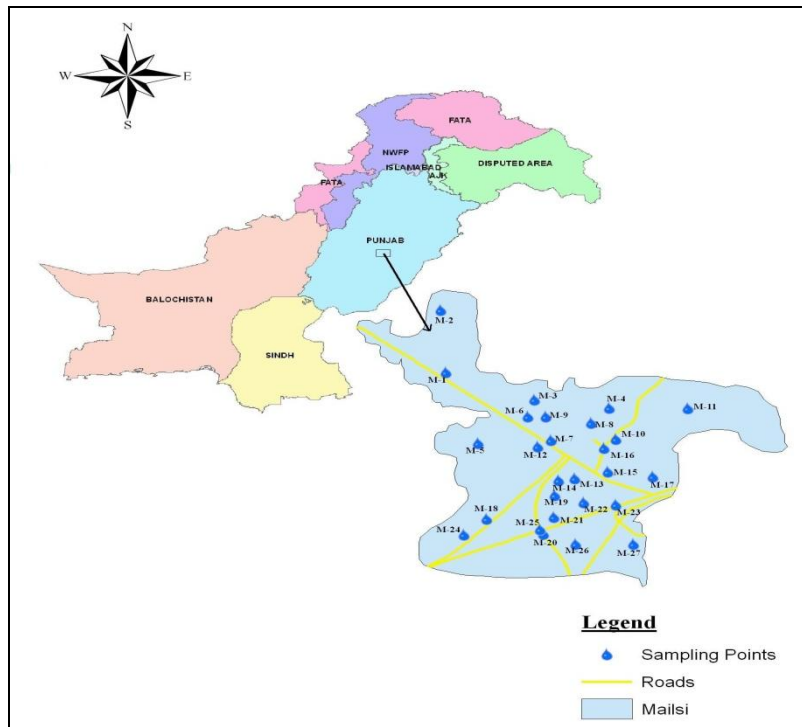 N
W E
S
FATA
NWFP
ISLAMABAD
DISPUTED AREA
AJK
FATA
PUNJAB
BALOCHISTAN
SINDH
M-2
M-1
M-3
M-4
M-11
M-6
M-9
M-8
M-5
M-7
M-10
M-12
M-16
M-15
M-13
M-17
M-14
M-19
M-22
M-23
M-18
M-21
M-24
M-25
M-20
M-26
M-27
Legend
Sampling Points
Roads
Mailsi